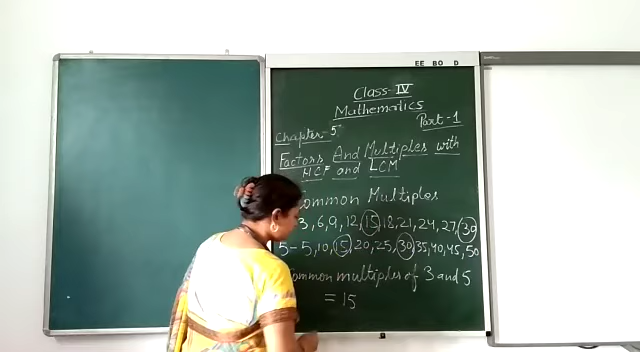 EE BO D
Class-IV
Mathematics
Part-1
Chapter-5
Factors And Multiples with
HCF and LCM
ommon Multiples
3, 6, 9, 12, 15, 18, 21, 24, 27, 30
5 - 5, 10, 15, 20, 25, 30, 35, 40, 45, 50
Common multiples of 3 and 5
= 15